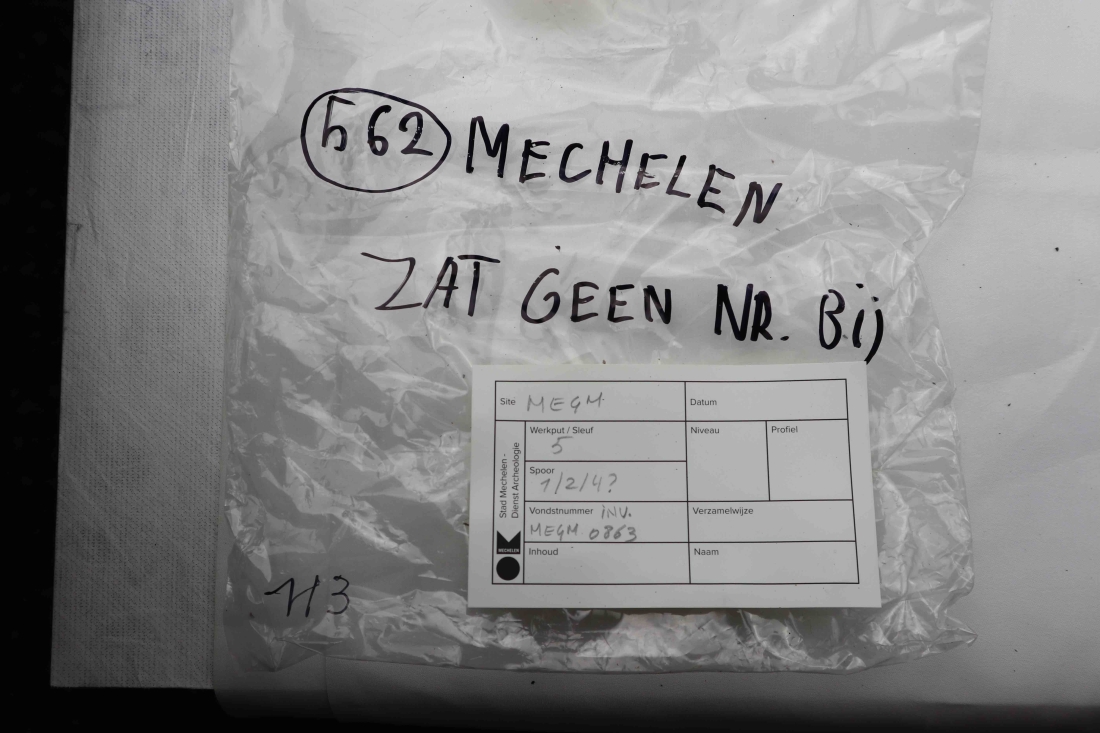 562 MECHELEN
ZAT GEEN NR. Bij
Site MEGM
Datum
Stad Mechelen -
Dienst Archeologie
MECHELEN
Werkput / Sleuf
5
Niveau
Profiel
Spoor
1/2/4?
Vondstnummer INV.
MEGM 0863
Verzamelwijze
Inhoud
Naam